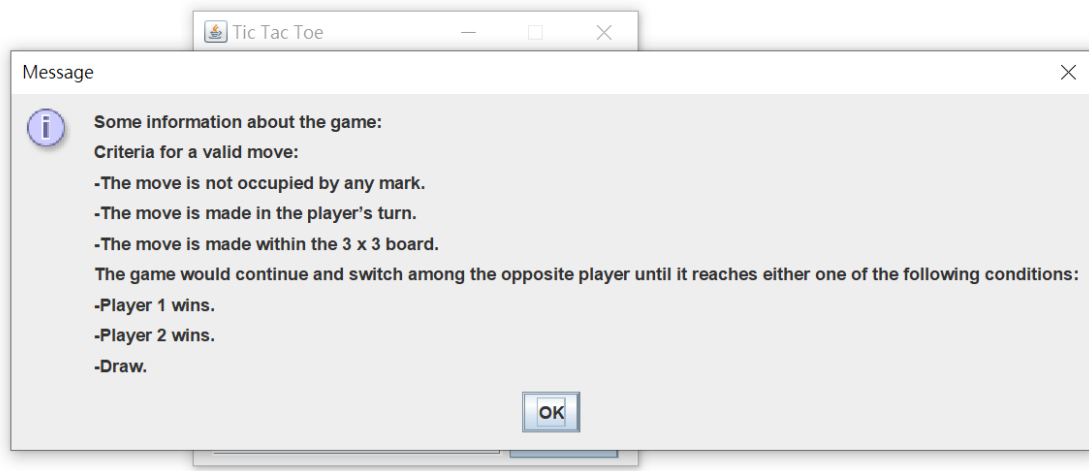 Tic Tac Toe
Message
Some information about the game:
Criteria for a valid move:
-The move is not occupied by any mark.
-The move is made in the player’s turn.
-The move is made within the 3 x 3 board.
The game would continue and switch among the opposite player until it reaches either one of the following conditions:
-Player 1 wins.
-Player 2 wins.
-Draw.
OK